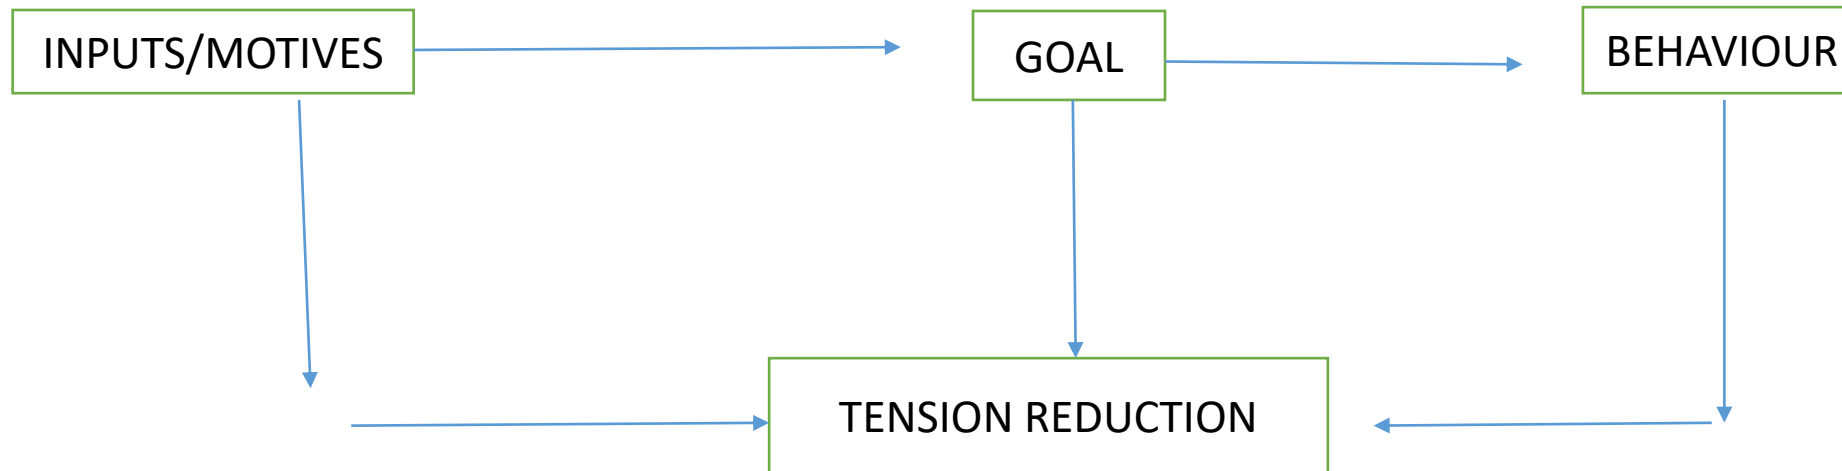 INPUTS/MOTIVES
GOAL
BEHAVIOUR
TENSION REDUCTION